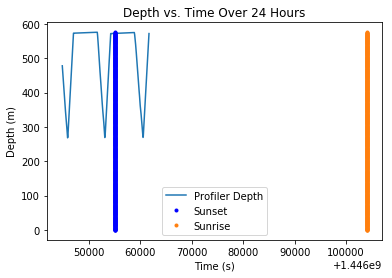 Depth vs. Time Over 24 Hours
600
500
400
300
200
100
0
Depth (m)
Profiler Depth
Sunset
Sunrise
50000 60000 70000 80000 90000 100000
+1.446e9
Time (s)